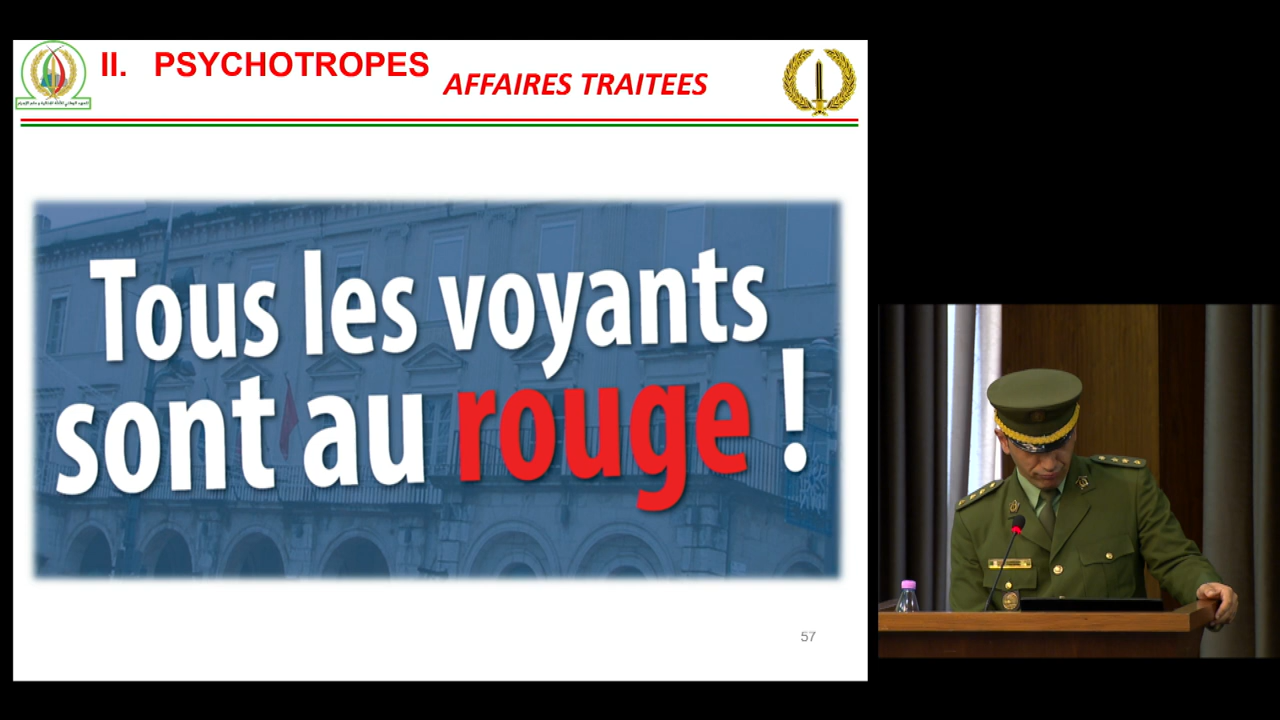 II. PSYCHOTROPES
AFFAIRES TRAITEES
Tous les voyants
sont au rouge !
57